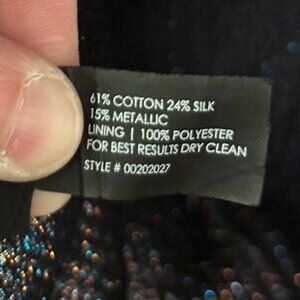 61% COTTON 24% SILK
15% METALLIC
LINING | 100% POLYESTER
FOR BEST RESULTS DRY CLEAN
STYLE # 00202027